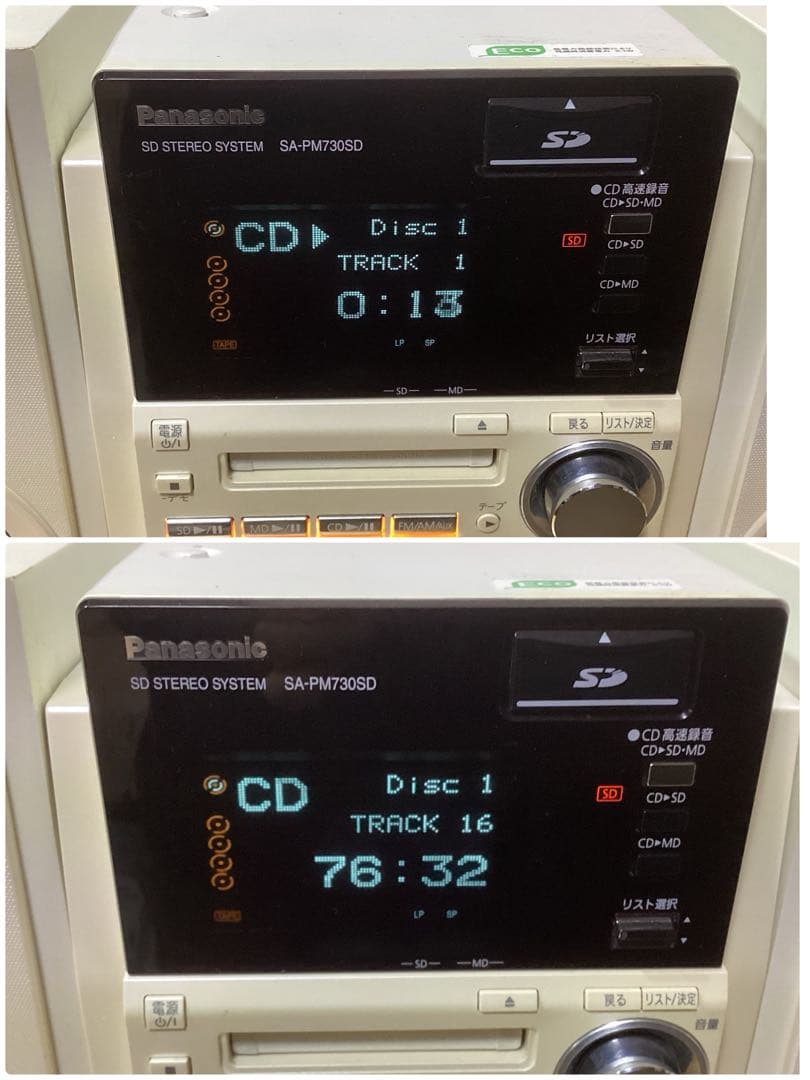 ECO
Panasonic
SD STEREO SYSTEM SA-PM730SD
SD
●CD 高速録音
CD▶SD・MD
CD▶ Disc 1
SD
CD▶SD
TRACK 1
CD▶MD
0:13
リスト選択
TAPE
LP SP
SD MD
電源
⏻/I
戻る リスト/決定
音量
-デモ
テープ
SD▶/II MD▶/II CD▶/II FM/AM/AUX
ECO
Panasonic
SD STEREO SYSTEM SA-PM730SD
SD
●CD 高速録音
CD▶SD・MD
CD Disc 1
SD
CD▶SD
TRACK 16
CD▶MD
76:32
リスト選択
TAPE
LP SP
SD MD
電源
⏻/I
戻る リスト/決定
音量